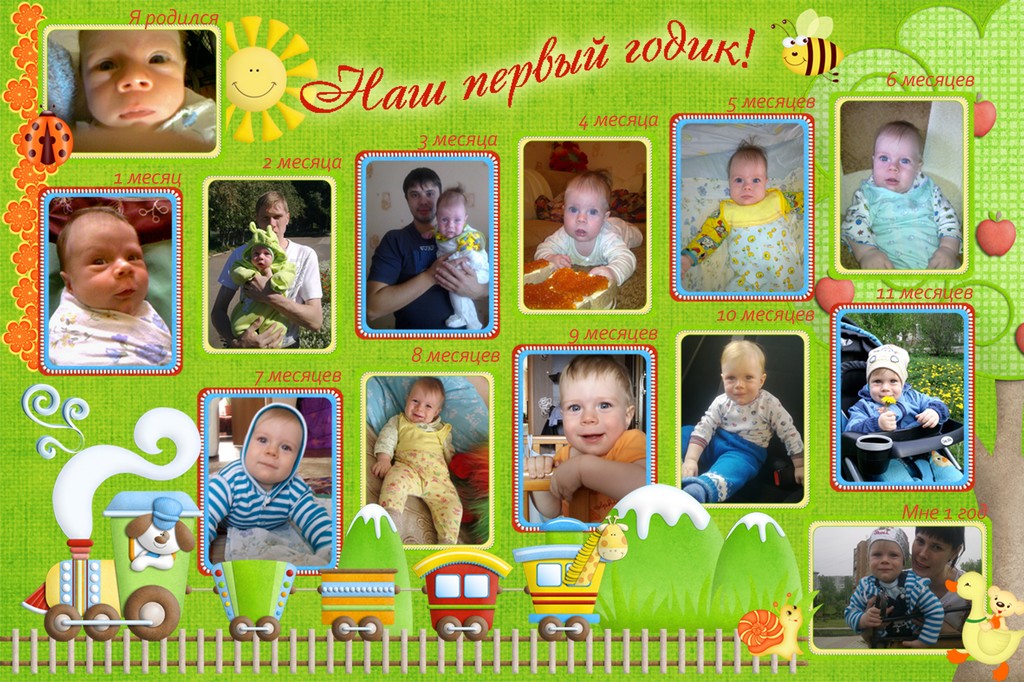 Я родился
Наш первый годик!
1 месяц
2 месяца
3 месяца
4 месяца
5 месяцев
6 месяцев
7 месяцев
8 месяцев
9 месяцев
10 месяцев
11 месяцев
Мне 1 год